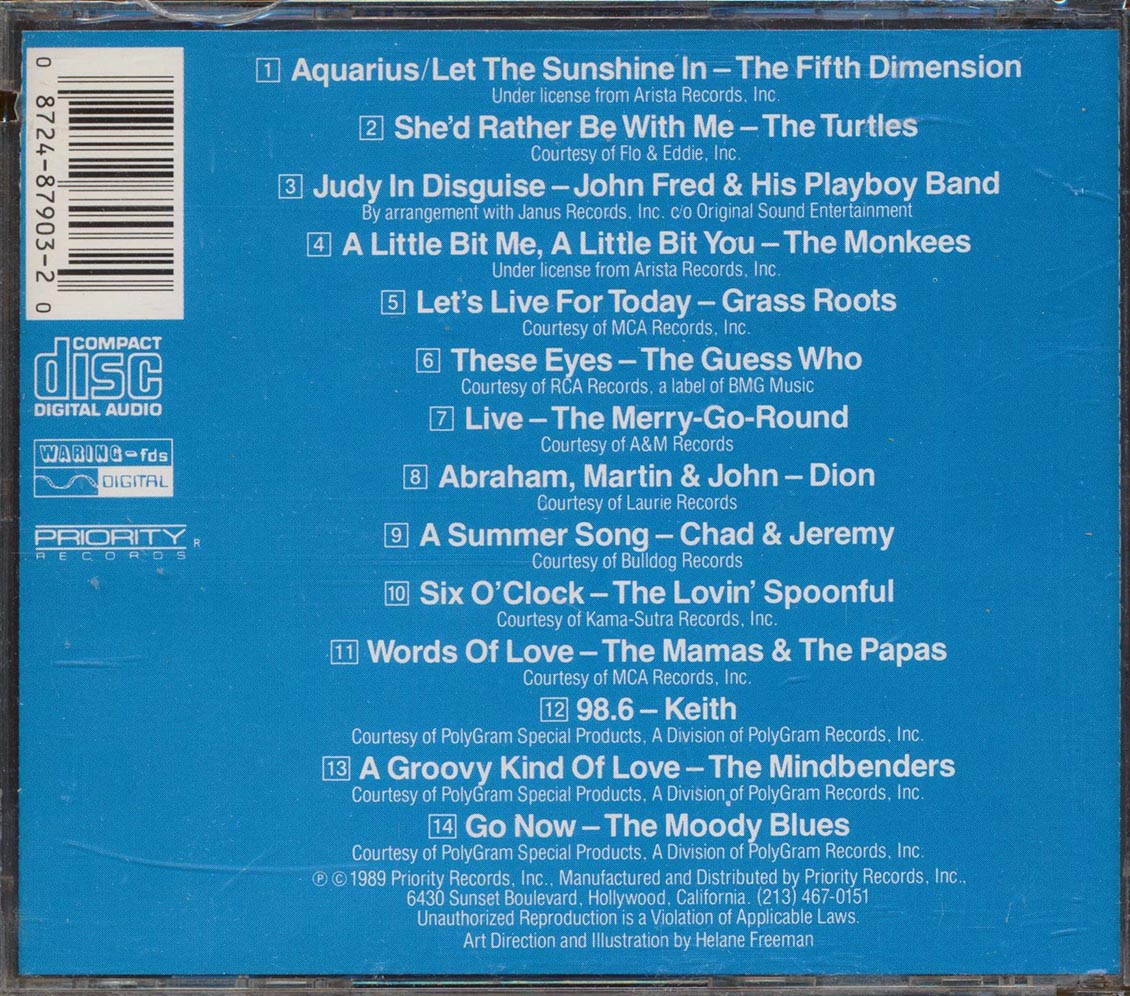 0 8724-87903-2 0
COMPACT
disc
DIGITAL AUDIO
WARING-fds
DIGITAL
PRIORITY
RECORDS R
1 Aquarius/Let The Sunshine In – The Fifth Dimension
Under license from Arista Records, Inc.
2 She'd Rather Be With Me – The Turtles
Courtesy of Flo & Eddie, Inc.
3 Judy In Disguise – John Fred & His Playboy Band
By arrangement with Janus Records, Inc. c/o Original Sound Entertainment
4 A Little Bit Me, A Little Bit You – The Monkees
Under license from Arista Records, Inc.
5 Let's Live For Today – Grass Roots
Courtesy of MCA Records, Inc.
6 These Eyes – The Guess Who
Courtesy of RCA Records, a label of BMG Music
7 Live – The Merry-Go-Round
Courtesy of A&M Records
8 Abraham, Martin & John – Dion
Courtesy of Laurie Records
9 A Summer Song – Chad & Jeremy
Courtesy of Bulldog Records
10 Six O'Clock – The Lovin' Spoonful
Courtesy of Kama-Sutra Records, Inc.
11 Words Of Love – The Mamas & The Papas
Courtesy of MCA Records, Inc.
12 98.6 – Keith
Courtesy of PolyGram Special Products, A Division of PolyGram Records, Inc.
13 A Groovy Kind Of Love – The Mindbenders
Courtesy of PolyGram Special Products, A Division of PolyGram Records, Inc.
14 Go Now – The Moody Blues
Courtesy of PolyGram Special Products, A Division of PolyGram Records, Inc.
℗ © 1989 Priority Records, Inc., Manufactured and Distributed by Priority Records, Inc.,
6430 Sunset Boulevard, Hollywood, California. (213) 467-0151
Unauthorized Reproduction is a Violation of Applicable Laws.
Art Direction and Illustration by Helane Freeman